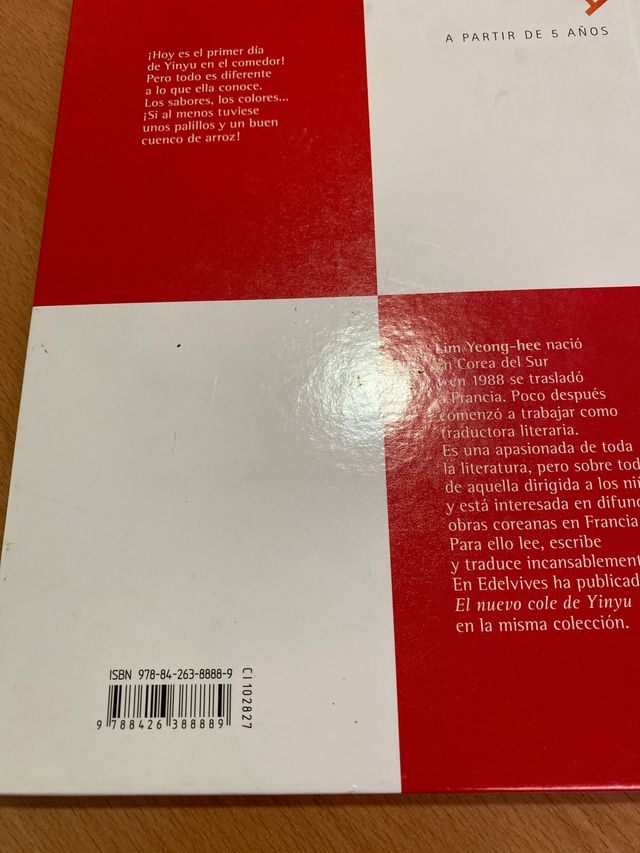 A PARTIR DE 5 AÑOS
¡Hoy es el primer día
de Yinyu en el comedor!
Pero todo es diferente
a lo que ella conoce.
Los sabores, los colores...
¡Si al menos tuviese
unos palillos y un buen
cuenco de arroz!
Lim Yeong-hee nació
en Corea del Sur
y en 1988 se trasladó
a Francia. Poco después
comenzó a trabajar como
traductora literaria.
Es una apasionada de toda
la literatura, pero sobre tod
de aquella dirigida a los niñ
y está interesada en difund
obras coreanas en Francia
Para ello lee, escribe
y traduce incansablement
En Edelvives ha publicad
El nuevo cole de Yinyu
en la misma colección.
ISBN 978-84-263-8888-9
CI 102827
9 788426 388889